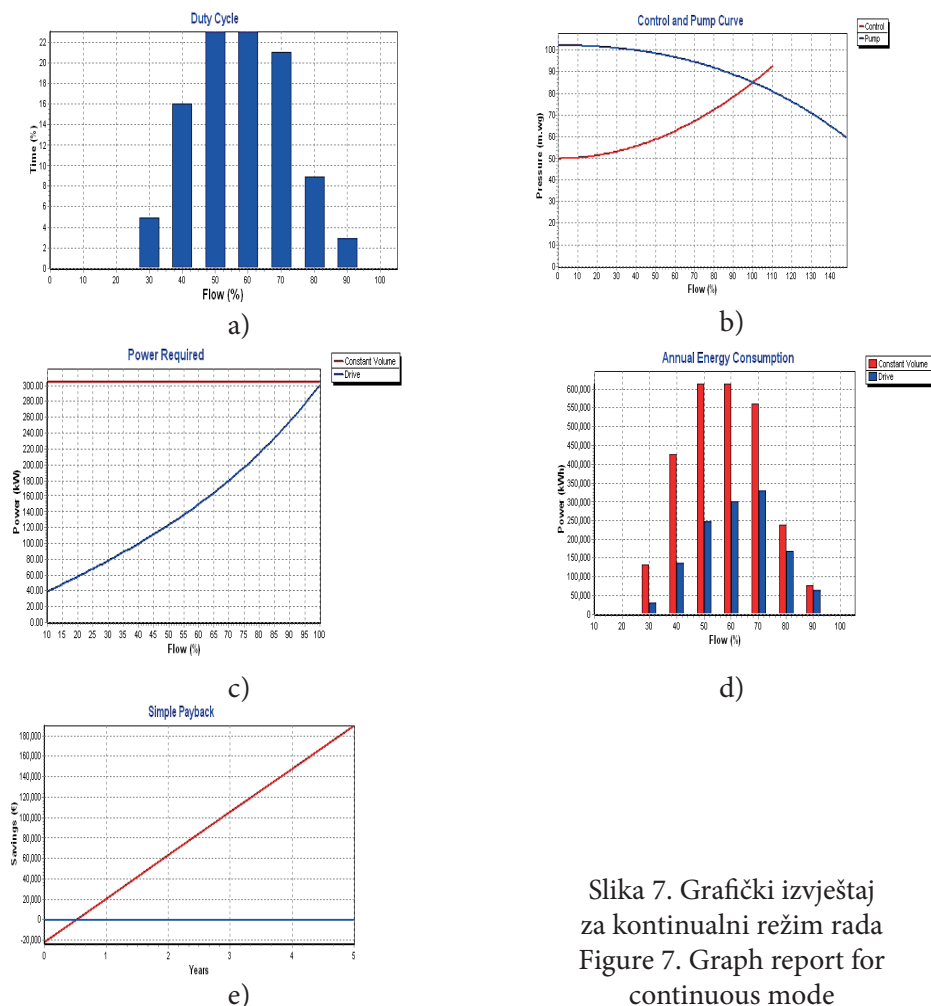 Duty Cycle
Time (%)
22
20
18
16
14
12
10
8
6
4
2
0
0 10 20 30 40 50 60 70 80 90 100
Flow (%)
a)
Control and Pump Curve
Control
Pump
Pressure (m.wg)
100
90
80
70
60
50
40
30
20
10
0
0 10 20 30 40 50 60 70 80 90 100 110 120 130 140
Flow (%)
b)
Power Required
Constant Volume
Drive
Power (kW)
300.00
280.00
260.00
240.00
220.00
200.00
180.00
160.00
140.00
120.00
100.00
80.00
60.00
40.00
20.00
0.00
10 15 20 25 30 35 40 45 50 55 60 65 70 75 80 85 90 95 100
Flow (%)
c)
Annual Energy Consumption
Constant Volume
Drive
Power (kWh)
600,000
550,000
500,000
450,000
400,000
350,000
300,000
250,000
200,000
150,000
100,000
50,000
0
10 20 30 40 50 60 70 80 90 100
Flow (%)
d)
Simple Payback
Savings (€)
180,000
160,000
140,000
120,000
100,000
80,000
60,000
40,000
20,000
0
-20,000
0 1 2 3 4 5
Years
e)
Slika 7. Grafički izvještaj
za kontinualni režim rada
Figure 7. Graph report for
continuous mode